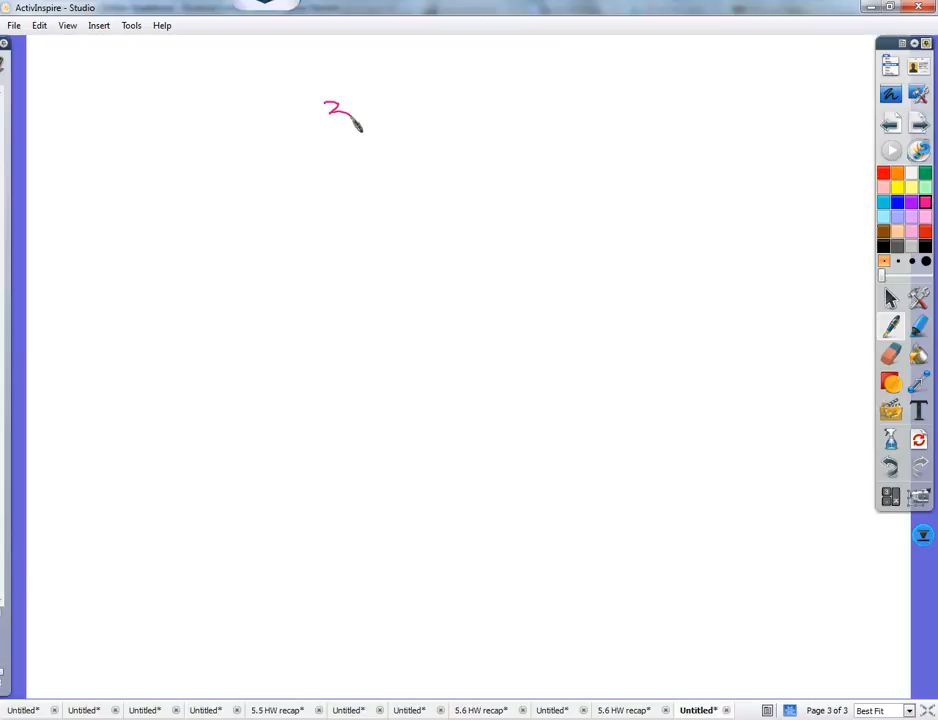 ActivInspire - Studio
File Edit View Insert Tools Help
Untitled* Untitled* Untitled* Untitled* 5.5 HW recap* Untitled* Untitled* 5.6 HW recap* Untitled* 5.6 HW recap* Untitled* Page 3 of 3 Best Fit